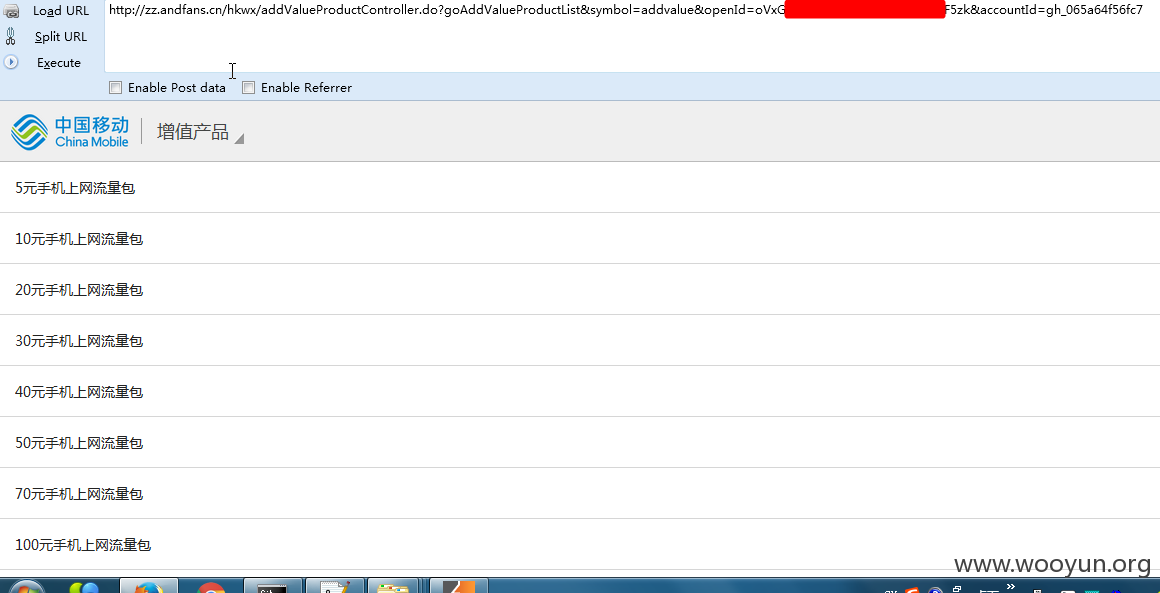 Load URL
http://zz.andfans.cn/hkwx/addValueProductController.do?goAddValueProductList&symbol=addvalue&openId=oVxG F5zk&accountId=gh_065a64f56fc7
Split URL
Execute
Enable Post data Enable Referrer
中国移动
China Mobile
增值产品
5元手机上网流量包
10元手机上网流量包
20元手机上网流量包
30元手机上网流量包
40元手机上网流量包
50元手机上网流量包
70元手机上网流量包
100元手机上网流量包
www.wooyun.org